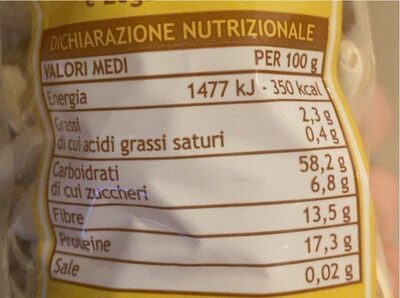 DICHIARAZIONE NUTRIZIONALE
VALORI MEDI PER 100 g
Energia 1477 kJ - 350 kcal
Grassi 2,3 g
di cui acidi grassi saturi 0,4 g
Carboidrati 58,2 g
di cui zuccheri 6,8 g
Fibre 13,5 g
Proteine 17,3 g
Sale 0,02 g